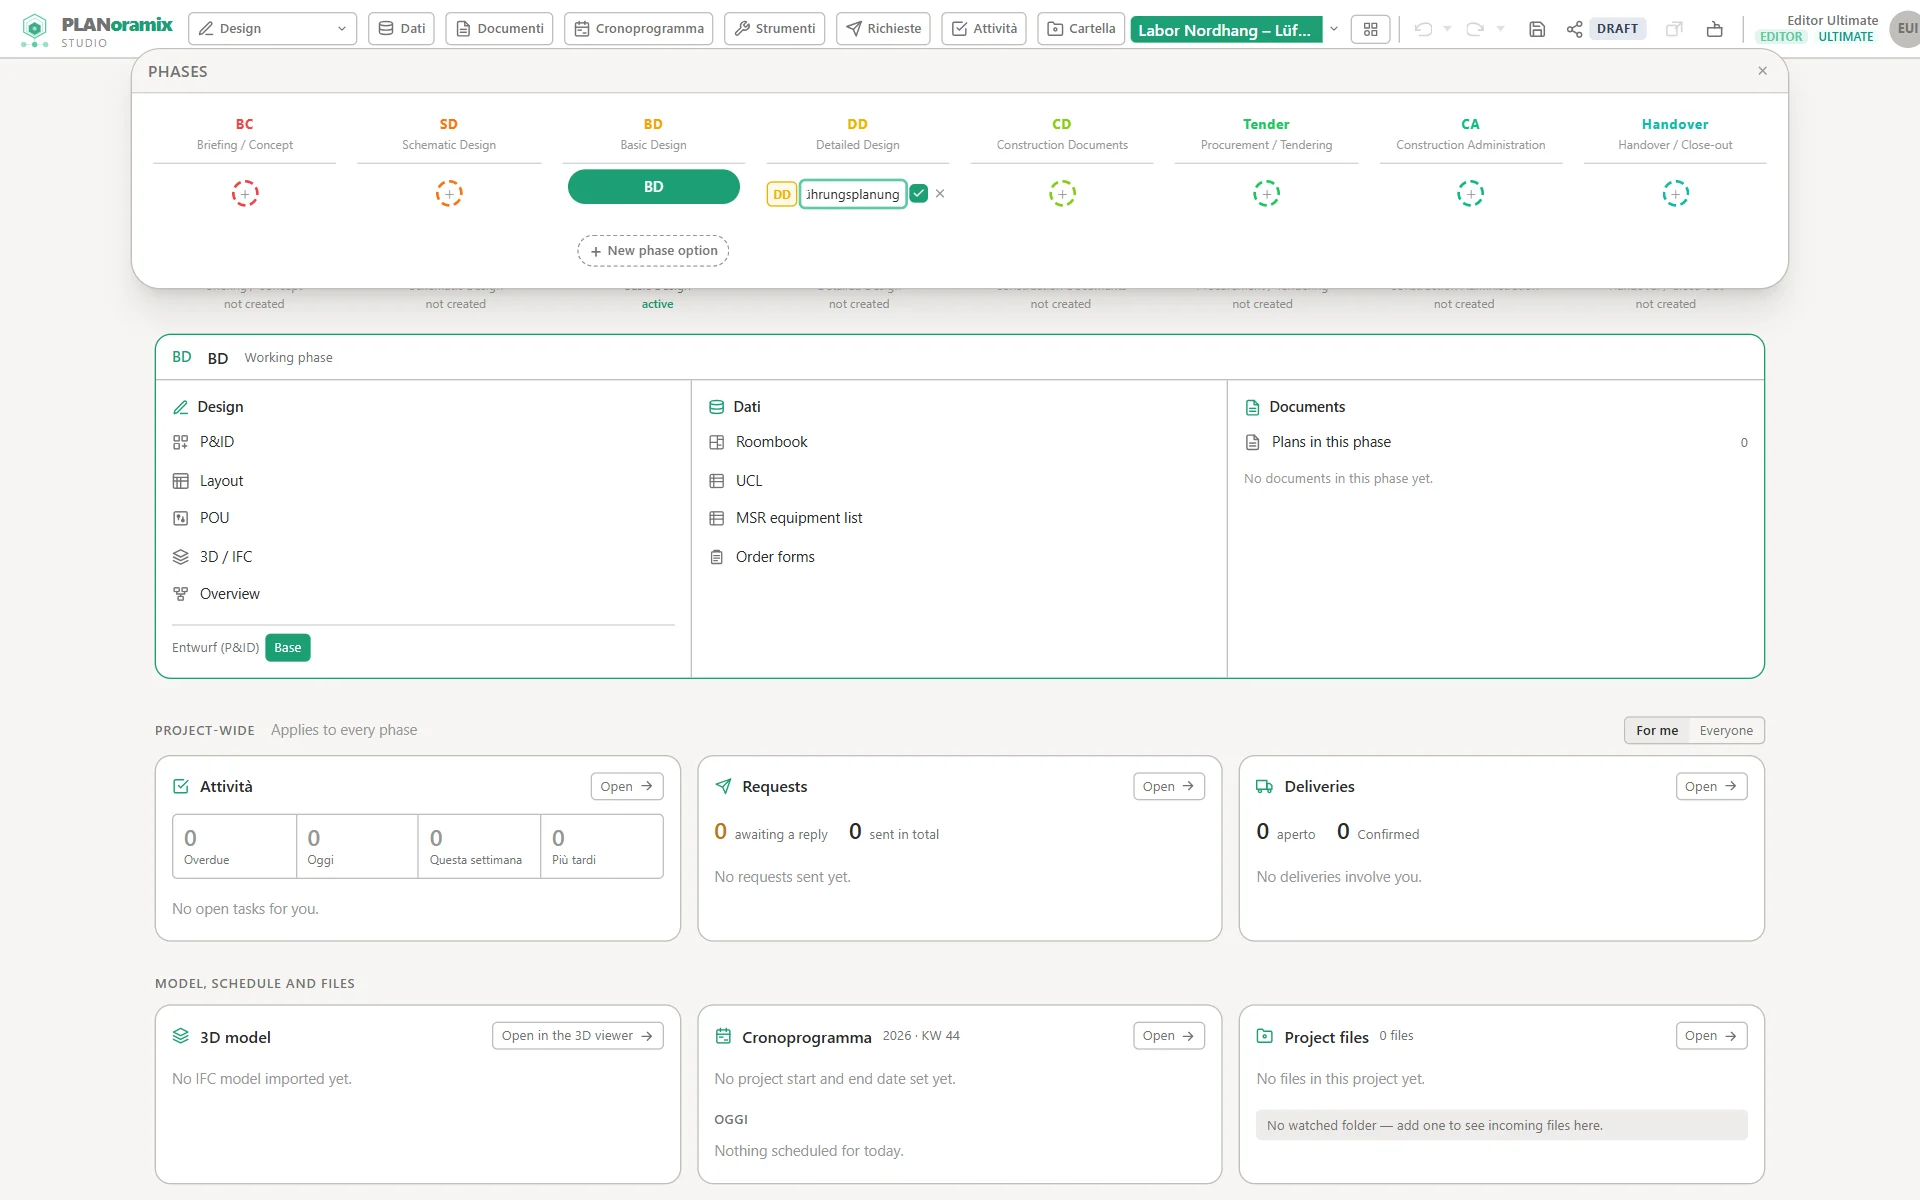 PLANoramix
STUDIO
Design
Dati
Documenti
Cronoprogramma
Strumenti
Richieste
Attività
Cartella
Labor Nordhang – Lüf...
DRAFT
Editor Ultimate
EDITOR ULTIMATE
EUI
PHASES
BC
Briefing / Concept
SD
Schematic Design
BD
Basic Design
DD
Detailed Design
CD
Construction Documents
Tender
Procurement / Tendering
CA
Construction Administration
Handover
Handover / Close-out
BD
DD
ührungsplanung
New phase option
not created
not created
active
not created
not created
not created
not created
not created
BD BD Working phase
Design
P&ID
Layout
POU
3D / IFC
Overview
Entwurf (P&ID) Base
Dati
Roombook
UCL
MSR equipment list
Order forms
Documents
Plans in this phase 0
No documents in this phase yet.
PROJECT-WIDE Applies to every phase
For me Everyone
Attività
Open
0
Overdue
0
Oggi
0
Questa settimana
0
Più tardi
No open tasks for you.
Requests
Open
0 awaiting a reply 0 sent in total
No requests sent yet.
Deliveries
Open
0 aperto 0 Confirmed
No deliveries involve you.
MODEL, SCHEDULE AND FILES
3D model
Open in the 3D viewer
No IFC model imported yet.
Cronoprogramma 2026 · KW 44
Open
No project start and end date set yet.
OGGI
Nothing scheduled for today.
Project files 0 files
Open
No files in this project yet.
No watched folder — add one to see incoming files here.